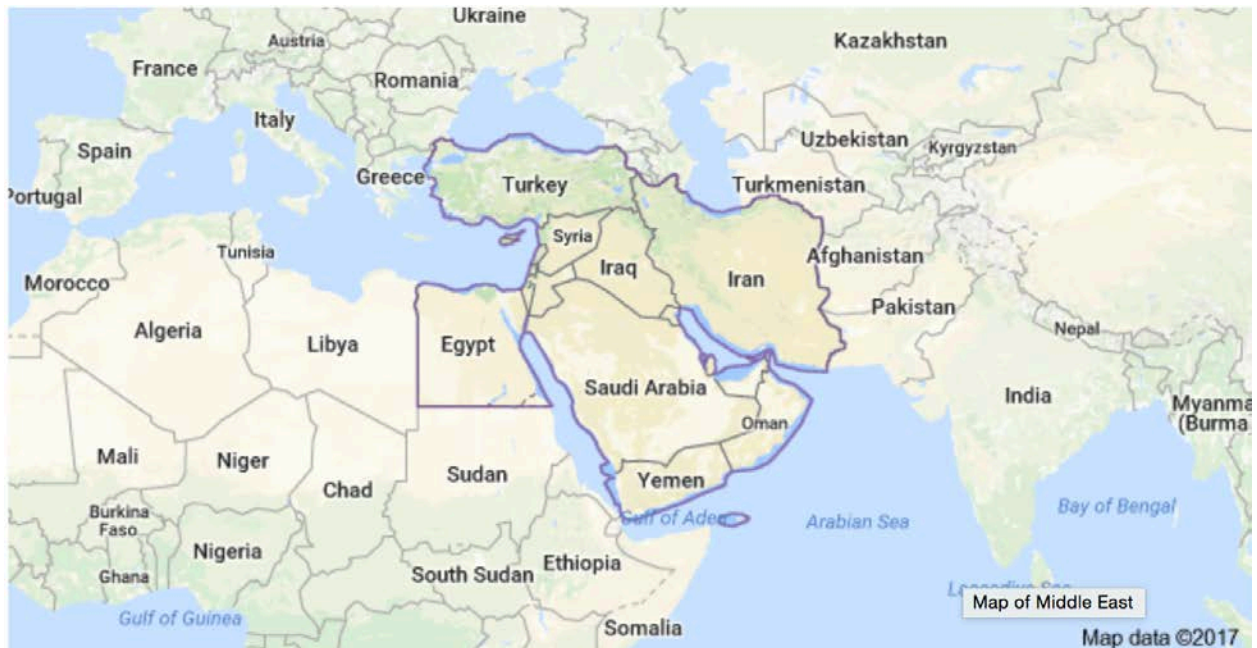 Ukraine
Austria
Kazakhstan
France
Romania
Italy
Uzbekistan
Kyrgyzstan
Spain
Greece
Turkey
Turkmenistan
Portugal
Syria
Tunisia
Afghanistan
Iraq
Iran
Morocco
Pakistan
Algeria
Libya
Egypt
Nepal
Saudi Arabia
India
Myanma
(Burma
Oman
Mali
Niger
Sudan
Yemen
Chad
Burkina
Faso
Gulf of Aden
Arabian Sea
Bay of Bengal
Nigeria
Ethiopia
Ghana
South Sudan
Gulf of Guinea
Map of Middle East
Somalia
Map data ©2017